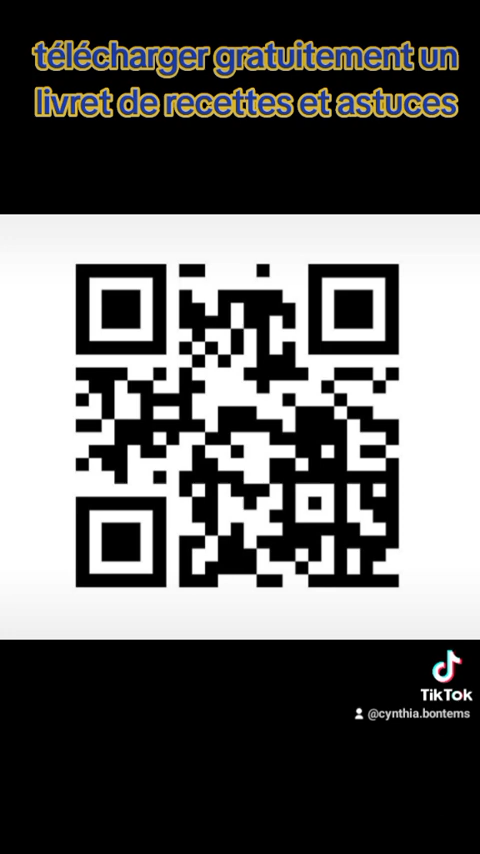 télécharger gratuitement un
livret de recettes et astuces
TikTok
@cynthia.bontems